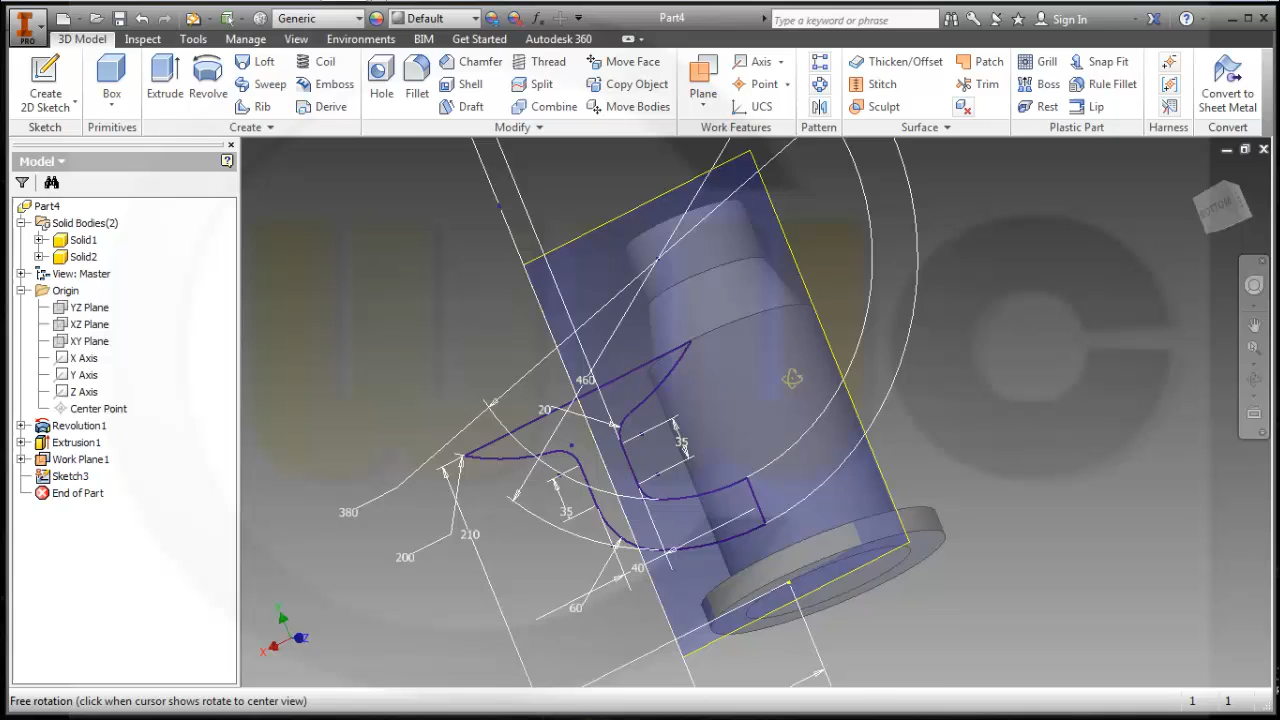 Generic
Default
Part4
Type a keyword or phrase
Sign In
PRO
3D Model
Inspect
Tools
Manage
View
Environments
BIM
Get Started
Autodesk 360
Create
2D Sketch
Box
Extrude
Revolve
Loft
Sweep
Rib
Coil
Emboss
Derive
Hole
Fillet
Chamfer
Shell
Draft
Thread
Split
Combine
Move Face
Copy Object
Move Bodies
Plane
Axis
Point
UCS
Thicken/Offset
Stitch
Sculpt
Patch
Trim
Grill
Boss
Rest
Snap Fit
Rule Fillet
Lip
Convert to
Sheet Metal
Sketch
Primitives
Create
Modify
Work Features
Pattern
Surface
Plastic Part
Harness
Convert
Model
Part4
Solid Bodies(2)
Solid1
Solid2
View: Master
Origin
YZ Plane
XZ Plane
XY Plane
X Axis
Y Axis
Z Axis
Center Point
Revolution1
Extrusion1
Work Plane1
Sketch3
End of Part
460
20
35
35
380
210
200
40
60
X
Z
Free rotation (click when cursor shows rotate to center view)
1
1